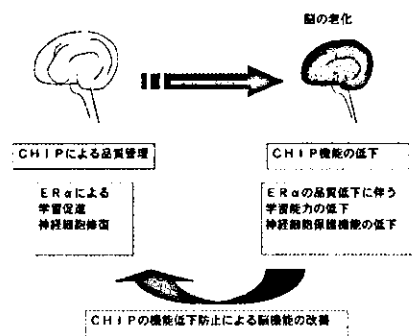 脳の老化
CHIPによる品質管理
CHIP機能の低下
ERαによる
学習促進
神経細胞修復
ERαの品質低下に伴う
学習能力の低下
神経細胞保護機能の低下
CHIPの機能低下防止による脳機能の改善